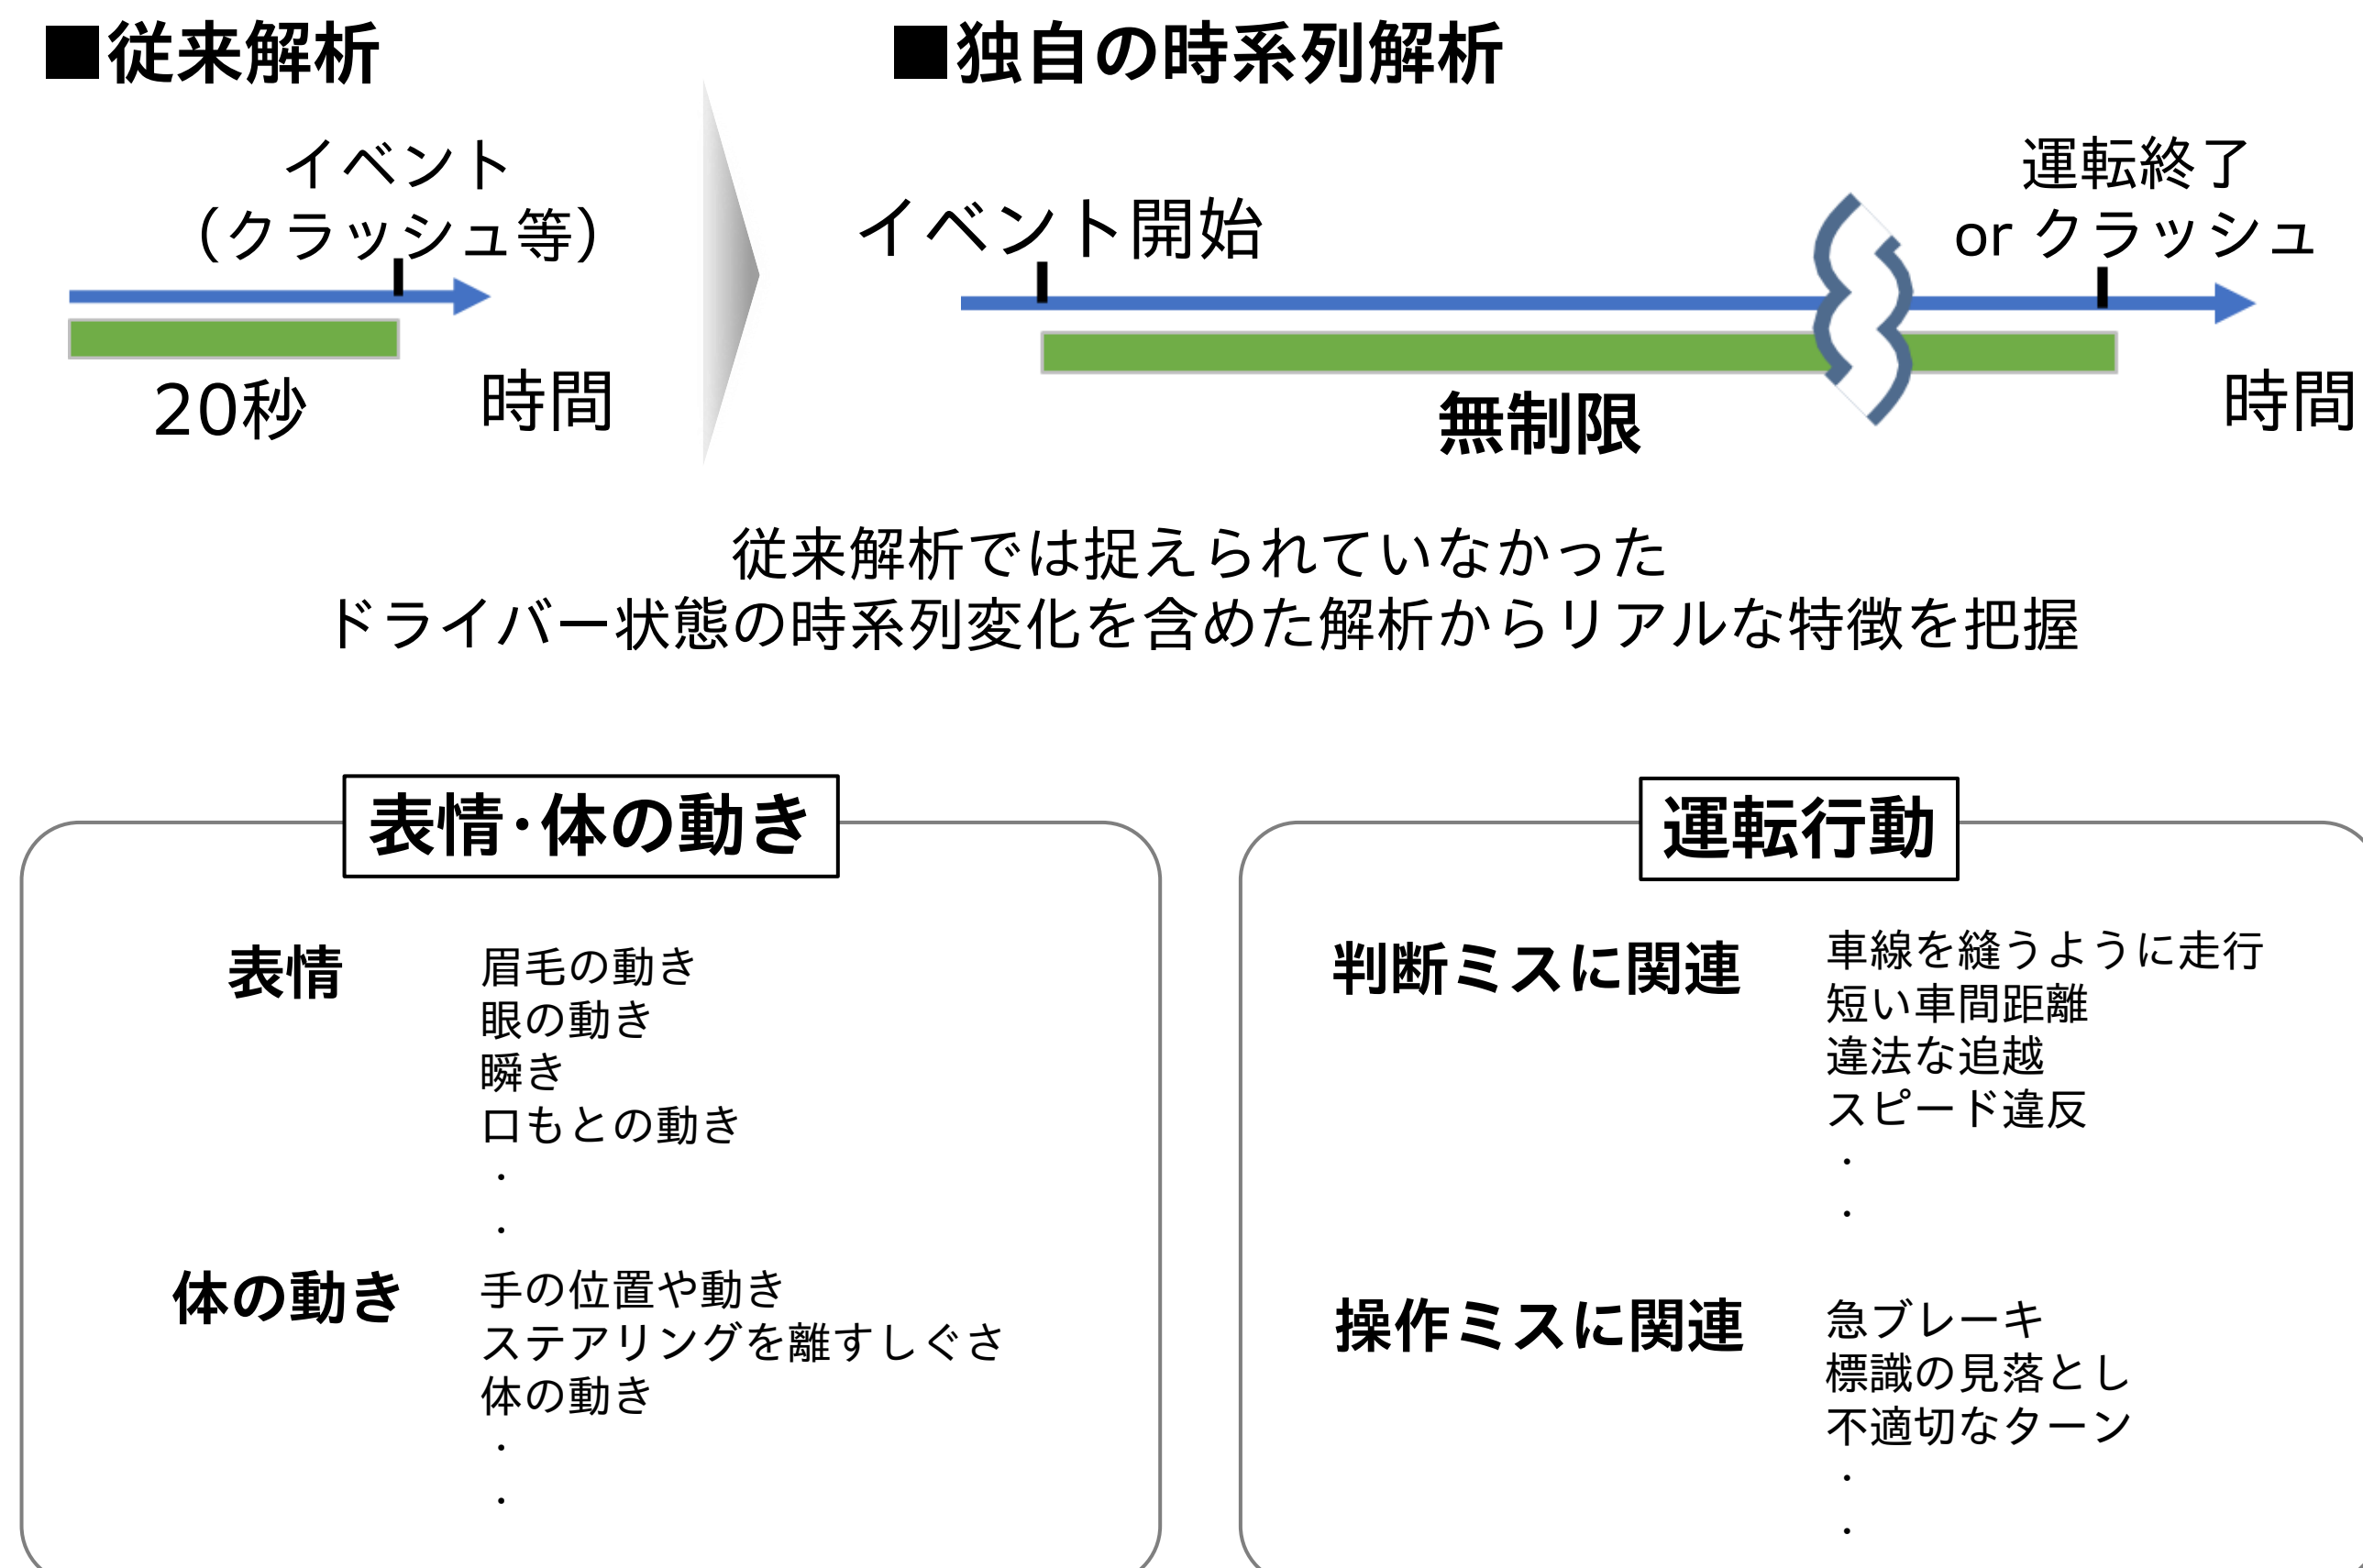 ■従来解析
イベント
（クラッシュ等）
20秒
時間
■独自の時系列解析
イベント開始
運転終了
or クラッシュ
無制限
時間
従来解析では捉えられていなかった
ドライバー状態の時系列変化を含めた解析からリアルな特徴を把握
表情・体の動き
表情
眉毛の動き
眼の動き
瞬き
口もとの動き
・
・
体の動き
手の位置や動き
ステアリングを離すしぐさ
体の動き
・
・
運転行動
判断ミスに関連
車線を縫うように走行
短い車間距離
違法な追越
スピード違反
・
・
操作ミスに関連
急ブレーキ
標識の見落とし
不適切なターン
・
・